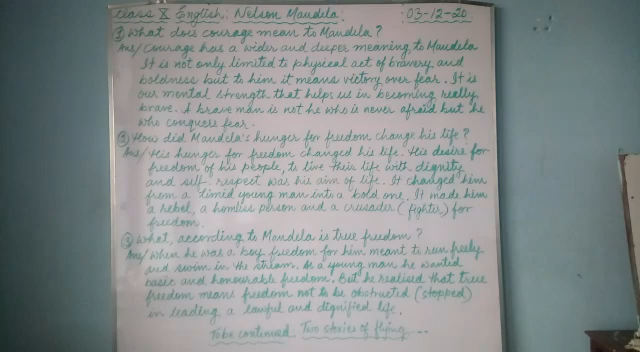 Class X English: Nelson Mandela. : 03-12-20
① What does courage mean to Mandela?
Ans/ Courage has a wider and deeper meaning to Mandela
It is not only limited to physical act of bravery and
boldness but to him it means victory over fear. It is
our mental strength that helps us in becoming really
brave. A brave man is not he who is never afraid but he
who conquers fear.
② How did Mandela's hunger for freedom change his life?
Ans/ His hunger for freedom changed his life. His desire for
freedom of his people, to live their life with dignity
and self-respect was his aim of life. It changed him
from a timid young man into a bold one. It made him
a rebel, a homeless person and a crusader (fighter) for
freedom.
③ What, according to Mandela is true freedom?
Ans/ When he was a boy freedom for him meant to run freely
and swim in the stream. As a young man he wanted
basic and honourable freedom. But he realised that true
freedom means freedom not to be obstructed (stopped)
in leading a lawful and dignified life.
To be continued. Two stories of flying....